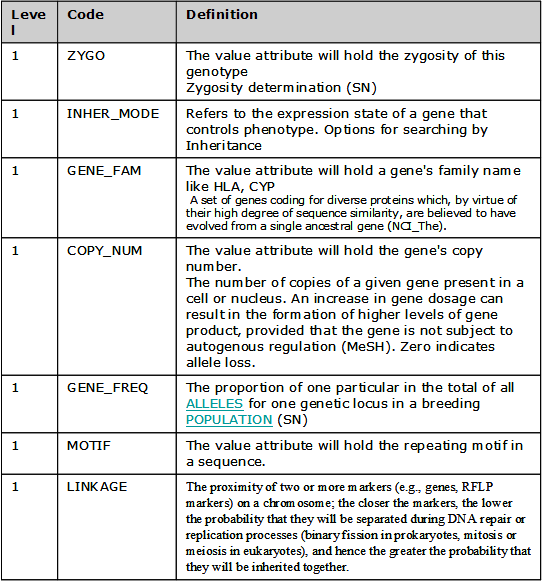 Leve
l
Code
Definition
1
ZYGO
The value attribute will hold the zygosity of this
genotype
Zygosity determination (SN)
1
INHER_MODE
Refers to the expression state of a gene that
controls phenotype. Options for searching by
Inheritance
1
GENE_FAM
The value attribute will hold a gene's family name
like HLA, CYP
A set of genes coding for diverse proteins which, by virtue of
their high degree of sequence similarity, are believed to have
evolved from a single ancestral gene (NCI_The).
1
COPY_NUM
The value attribute will hold the gene's copy
number.
The number of copies of a given gene present in a
cell or nucleus. An increase in gene dosage can
result in the formation of higher levels of gene
product, provided that the gene is not subject to
autogenous regulation (MeSH). Zero indicates
allele loss.
1
GENE_FREQ
The proportion of one particular in the total of all
ALLELES for one genetic locus in a breeding
POPULATION (SN)
1
MOTIF
The value attribute will hold the repeating motif in
a sequence.
1
LINKAGE
The proximity of two or more markers (e.g., genes, RFLP
markers) on a chromosome; the closer the markers, the lower
the probability that they will be separated during DNA repair or
replication processes (binary fission in prokaryotes, mitosis or
meiosis in eukaryotes), and hence the greater the probability that
they will be inherited together.